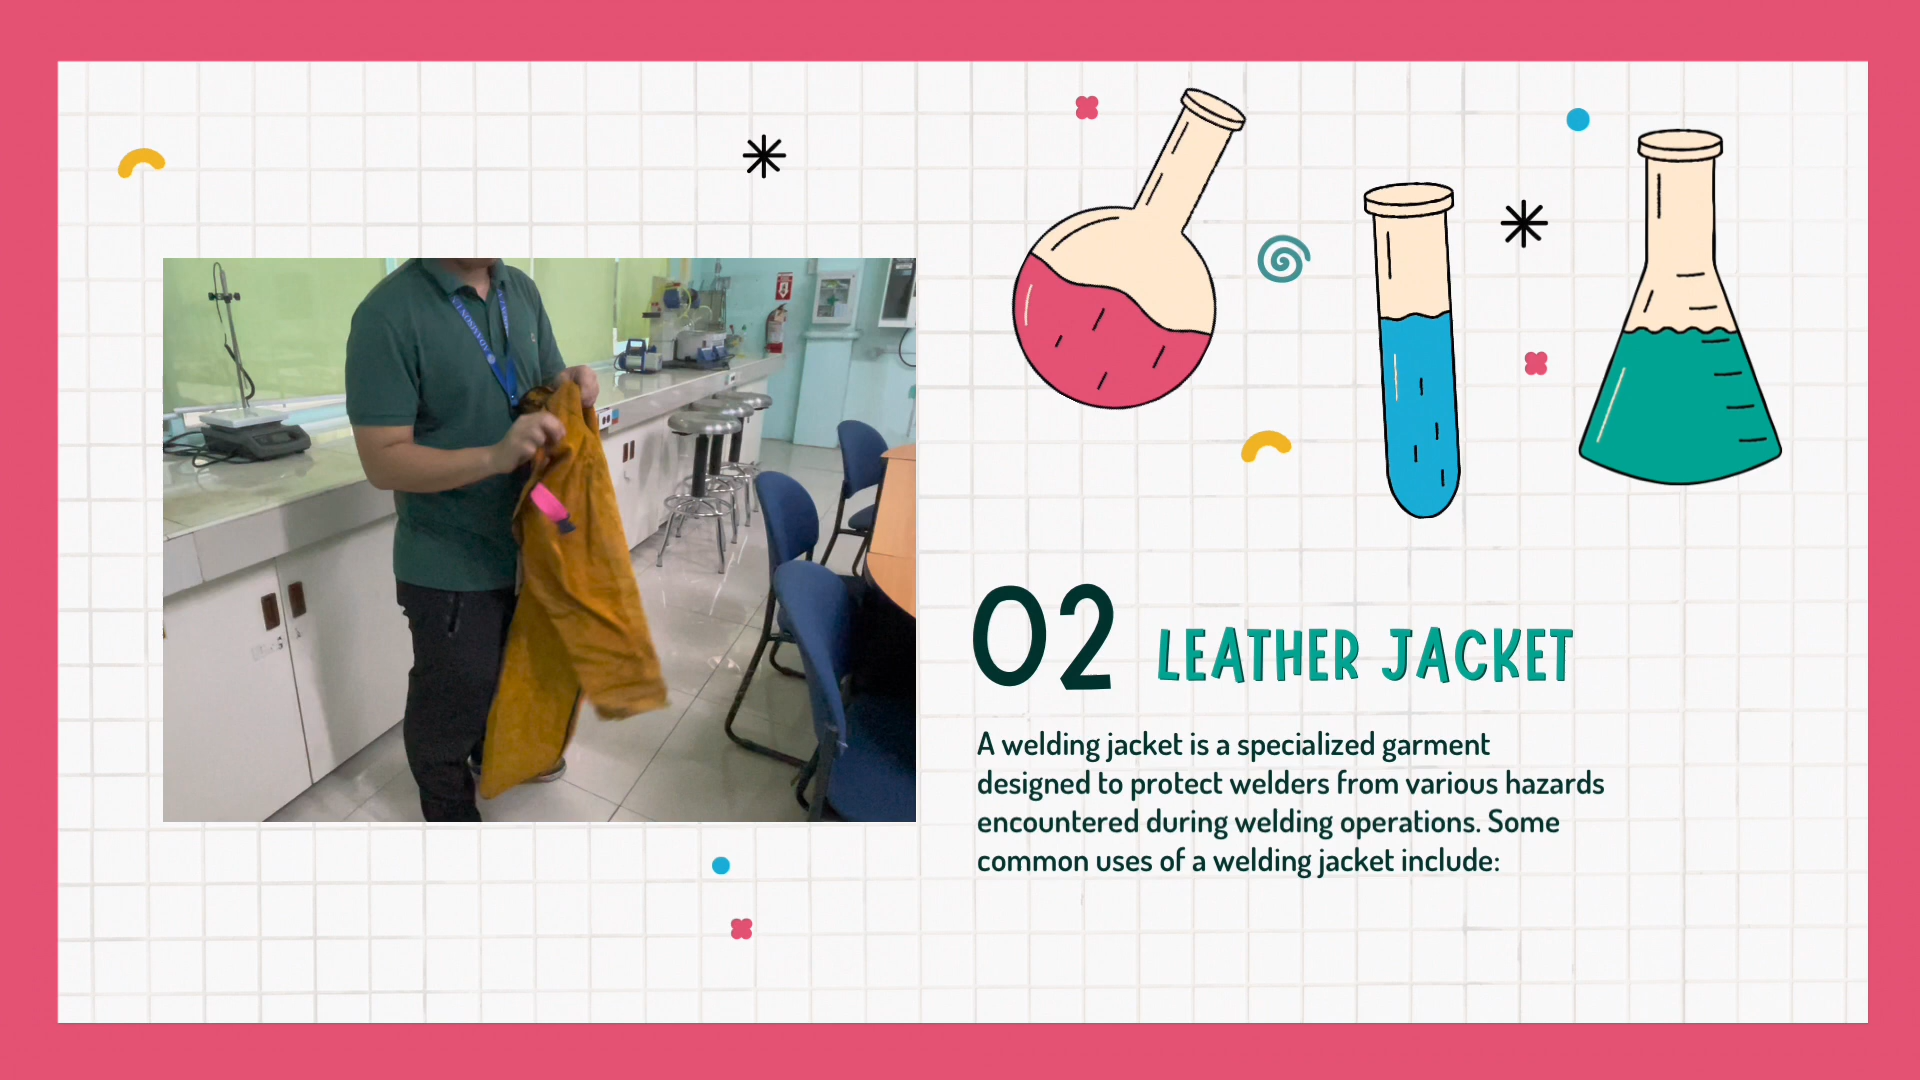 ADAMSON
02 LEATHER JACKET
A welding jacket is a specialized garment
designed to protect welders from various hazards
encountered during welding operations. Some
common uses of a welding jacket include: